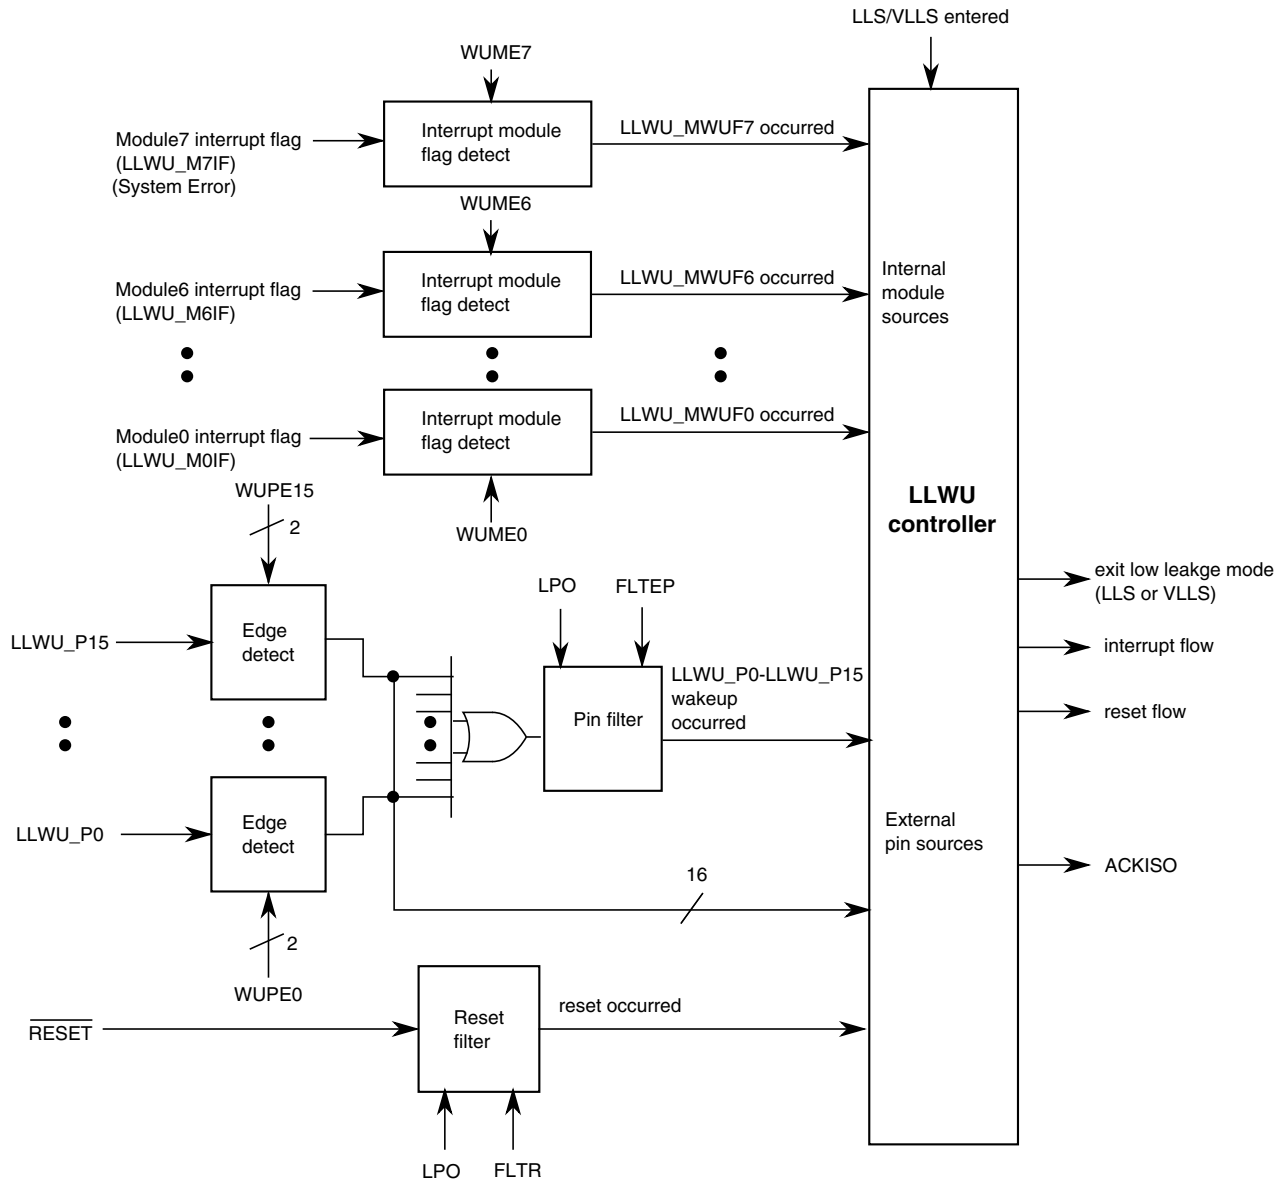 LLS/VLLS entered
WUME7
Module7 interrupt flag
(LLWU_M7IF)
(System Error)
Interrupt module
flag detect
LLWU_MWUF7 occurred
WUME6
Module6 interrupt flag
(LLWU_M6IF)
Interrupt module
flag detect
LLWU_MWUF6 occurred
Internal
module
sources
Module0 interrupt flag
(LLWU_M0IF)
Interrupt module
flag detect
LLWU_MWUF0 occurred
WUME0
LLWU
controller
WUPE15
2
LLWU_P15
Edge
detect
LPO
FLTEP
Pin filter
LLWU_P0-LLWU_P15
wakeup
occurred
exit low leakge mode
(LLS or VLLS)
interrupt flow
reset flow
LLWU_P0
Edge
detect
External
pin sources
ACKISO
16
2
WUPE0
RESET
Reset
filter
reset occurred
LPO
FLTR